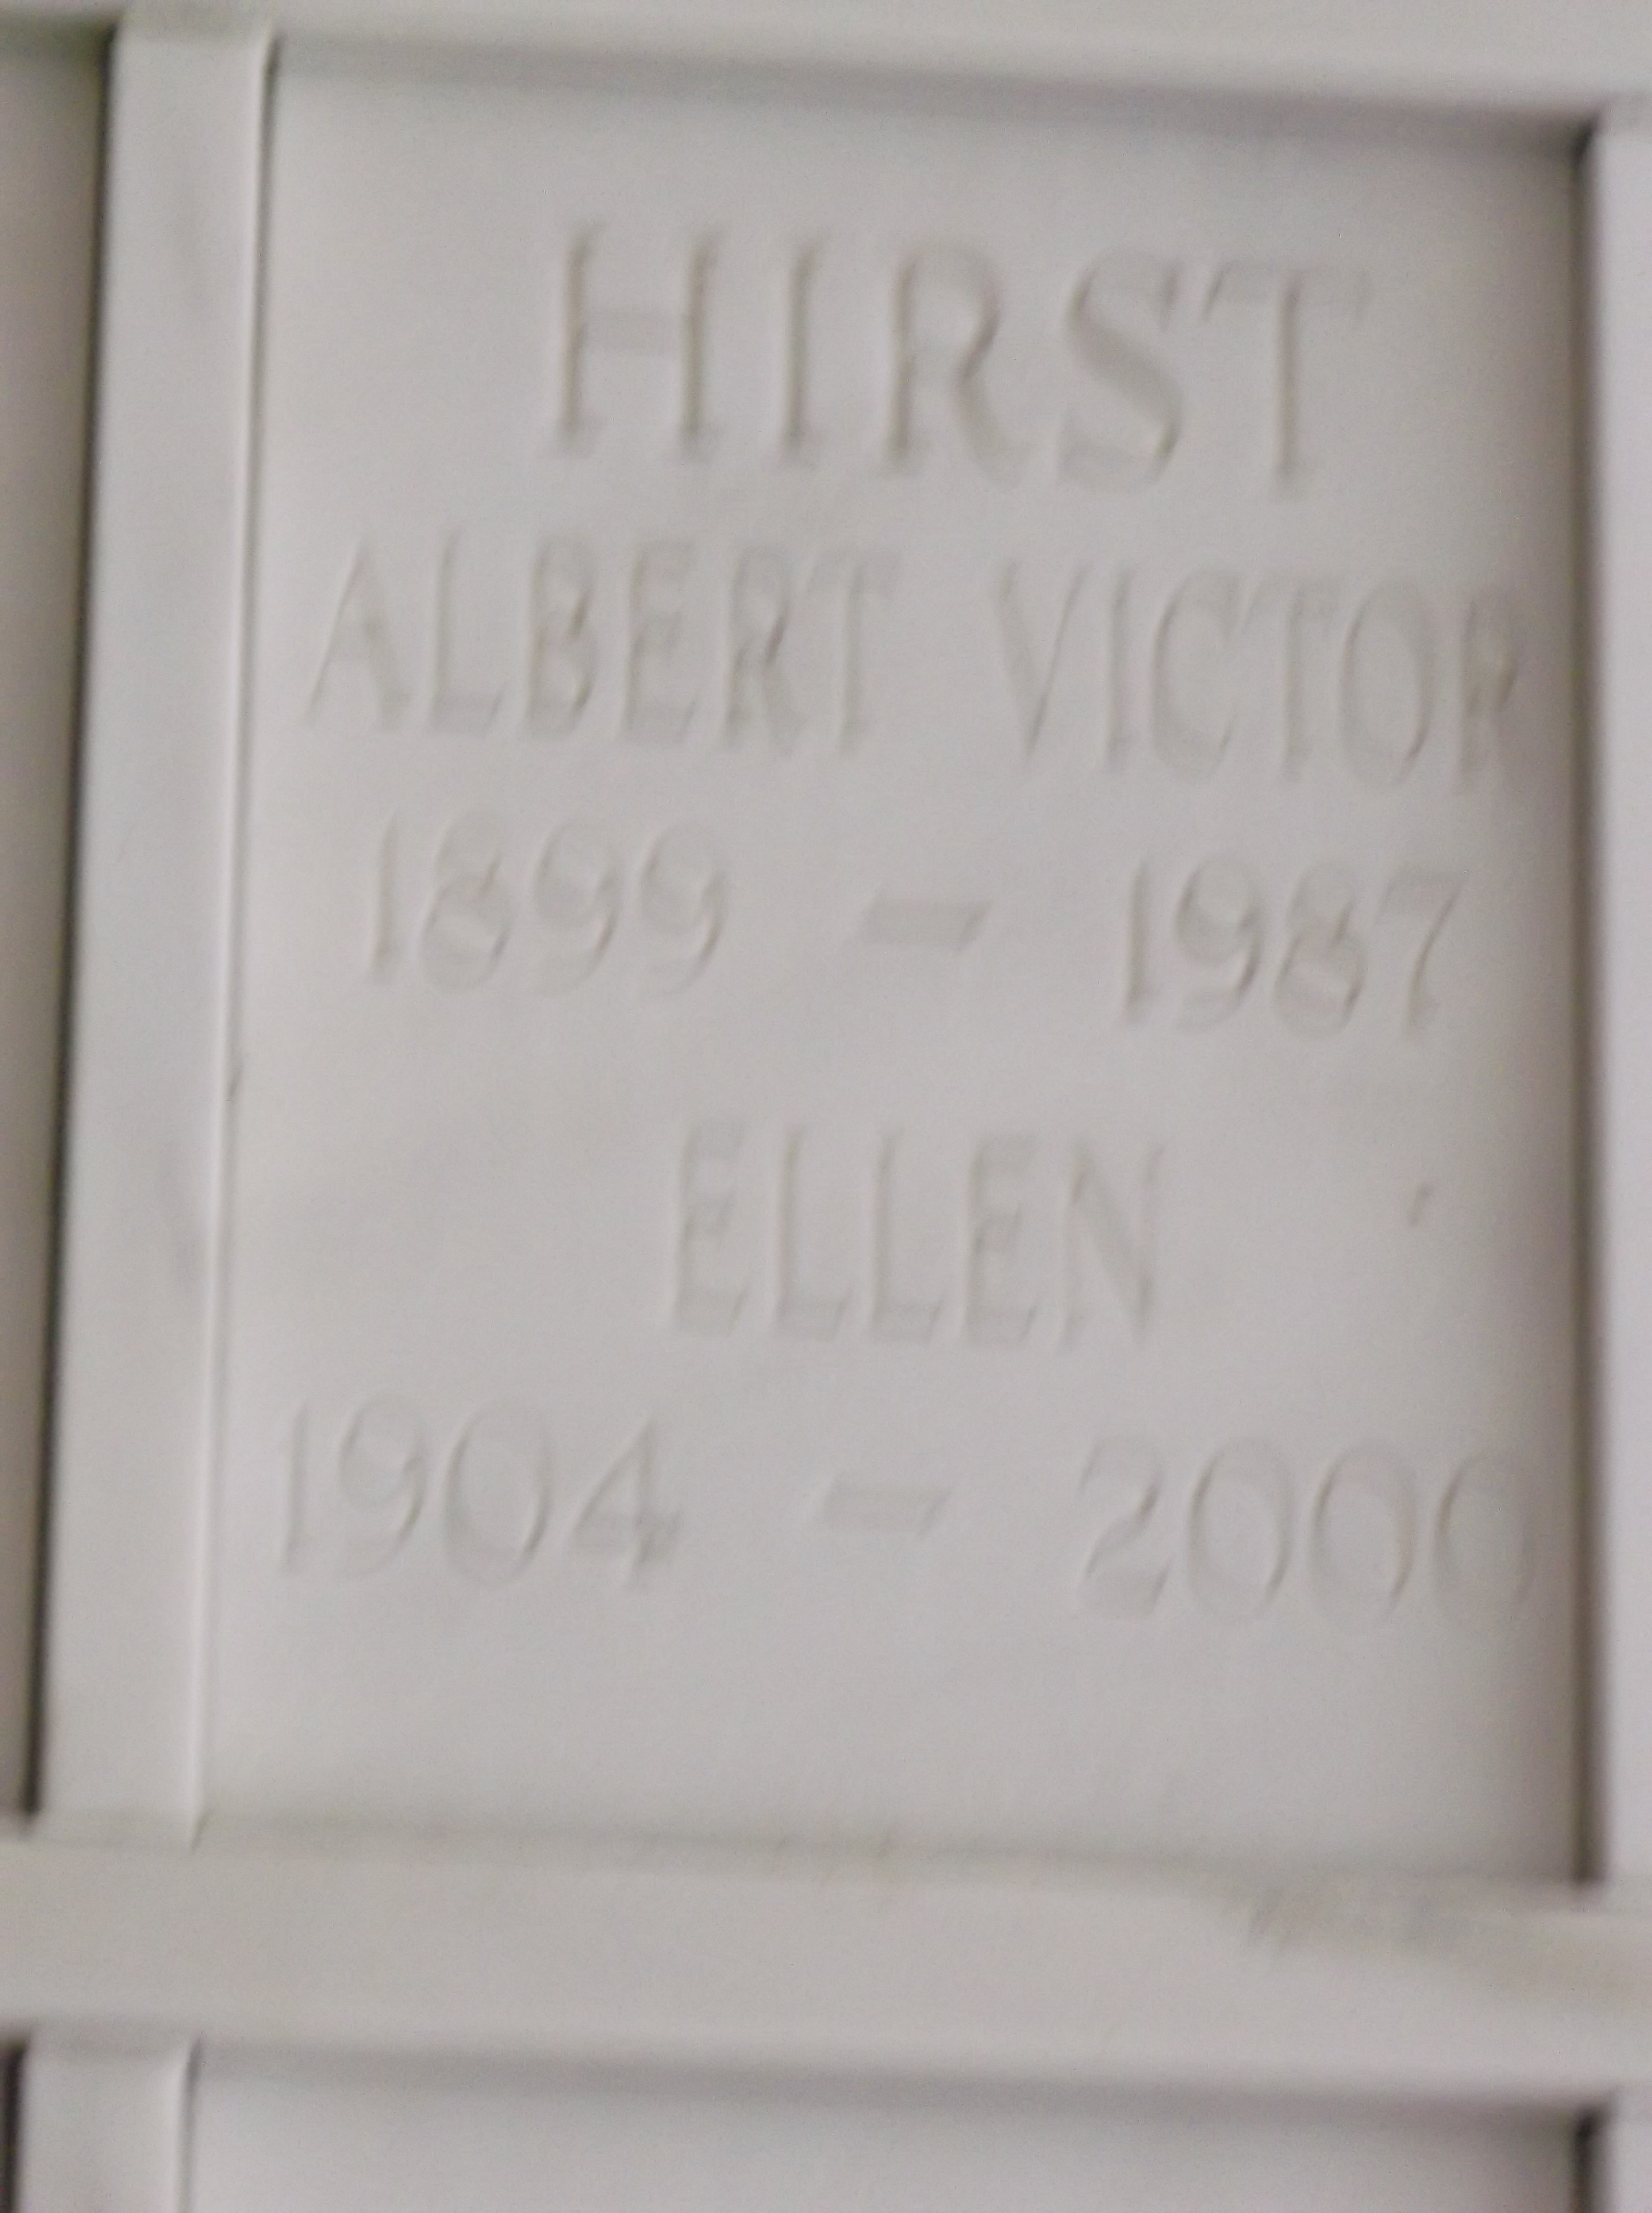 HIRST
ALBERT VICTOR
1899 - 1987
ELLEN
1904 - 2000